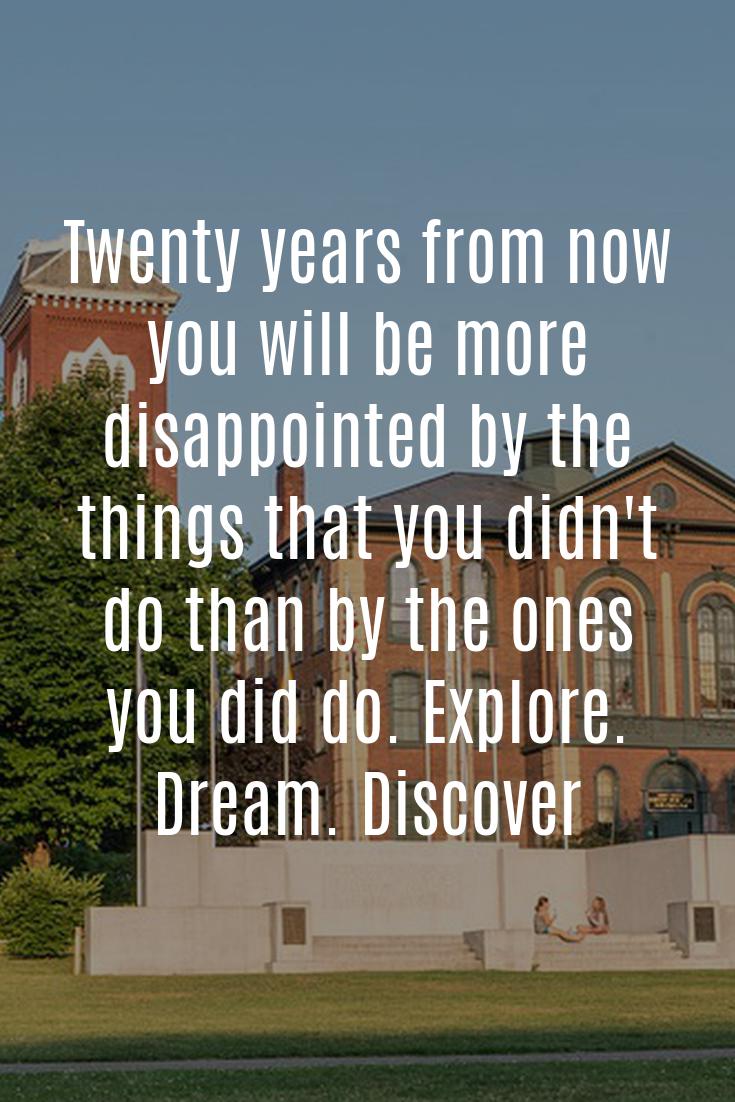 Twenty years from now
you will be more
disappointed by the
things that you didn't
do than by the ones
you did do. Explore.
Dream. Discover